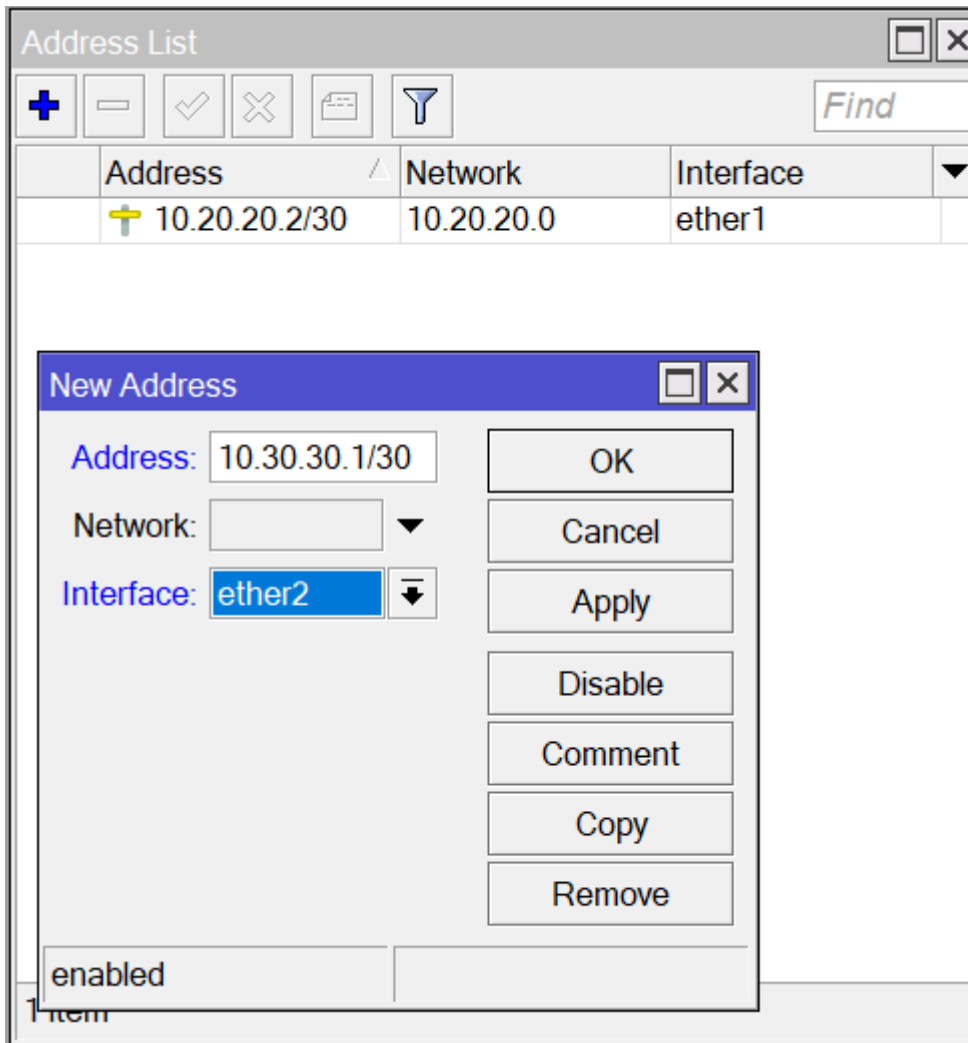 Address List
Find
Address Network Interface
10.20.20.2/30 10.20.20.0 ether1
New Address
Address: 10.30.30.1/30 OK
Network: Cancel
Interface: ether2 Apply
Disable
Comment
Copy
Remove
enabled
1 item